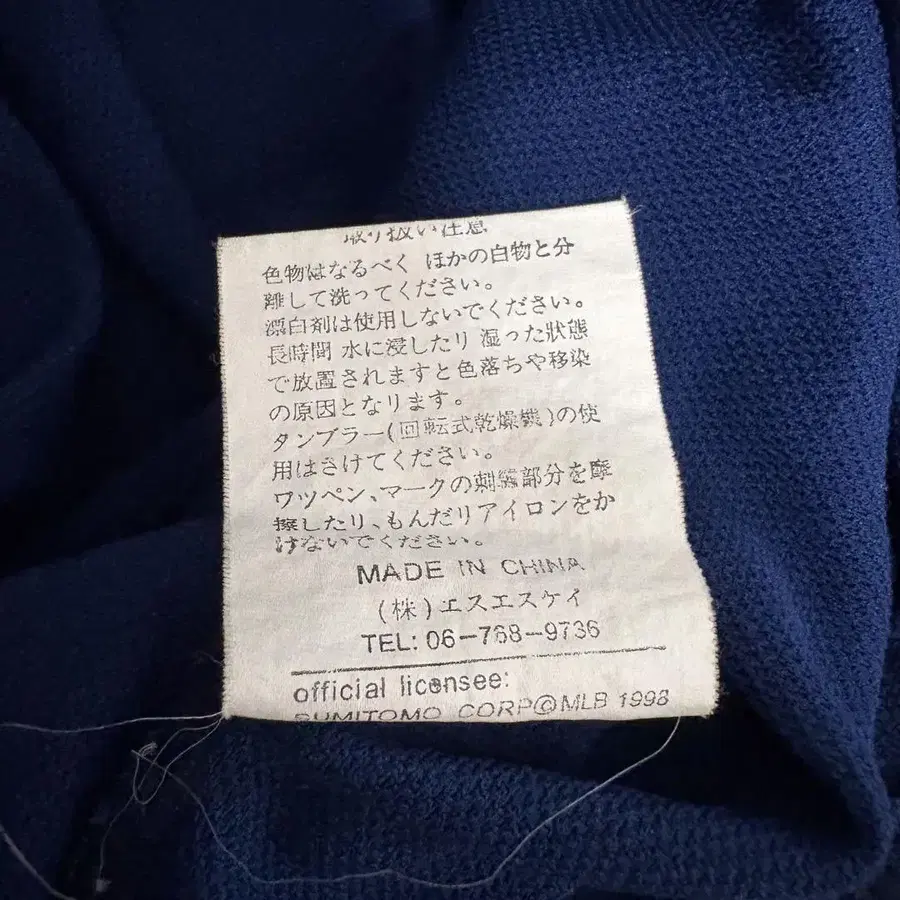 取り扱い注意
色物はなるべく ほかの白物と分
離して洗ってください。
漂白剤は使用しないでください。
長時間 水に浸したり 湿った状態
で放置されますと色落ちや移染
の原因となります。
タンブラー(回転式乾燥機)の使
用はさけてください。
ワッペン、マークの刺繍部分を摩
擦したり、もんだりアイロンをか
けないでください。
MADE IN CHINA
(株)エスエスケイ
TEL: 06-768-9736
official licensee:
SUMITOMO CORP©MLB 1998